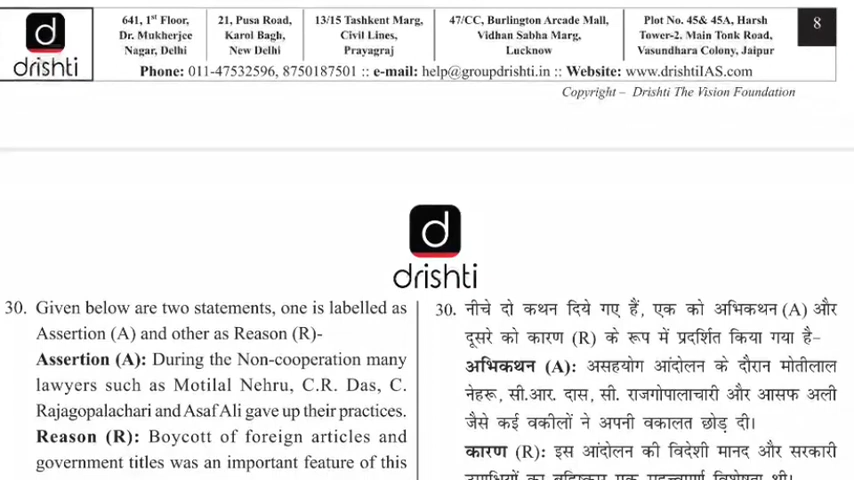 drishti
641, 1st Floor,
Dr. Mukherjee
Nagar, Delhi
21, Pusa Road,
Karol Bagh,
New Delhi
13/15 Tashkent Marg,
Civil Lines,
Prayagraj
47/CC, Burlington Arcade Mall,
Vidhan Sabha Marg,
Lucknow
Plot No. 45& 45A, Harsh
Tower-2, Main Tonk Road,
Vasundhara Colony, Jaipur
8
Phone: 011-47532596, 8750187501 :: e-mail: help@groupdrishti.in :: Website: www.drishtiIAS.com
Copyright – Drishti The Vision Foundation
drishti
30. Given below are two statements, one is labelled as
Assertion (A) and other as Reason (R)-
Assertion (A): During the Non-cooperation many
lawyers such as Motilal Nehru, C.R. Das, C.
Rajagopalachari and Asaf Ali gave up their practices.
Reason (R): Boycott of foreign articles and
government titles was an important feature of this
30. नीचे दो कथन दिये गए हैं, एक को अभिकथन (A) और
दूसरे को कारण (R) के रूप में प्रदर्शित किया गया है–
अभिकथन (A): असहयोग आंदोलन के दौरान मोतीलाल
नेहरू, सी.आर. दास, सी. राजगोपालाचारी और आसफ अली
जैसे कई वकीलों ने अपनी वकालत छोड़ दी।
कारण (R): इस आंदोलन की विदेशी मानद और सरकारी
उपाधियों का बहिष्कार एक महत्त्वपूर्ण विशेषता थी।